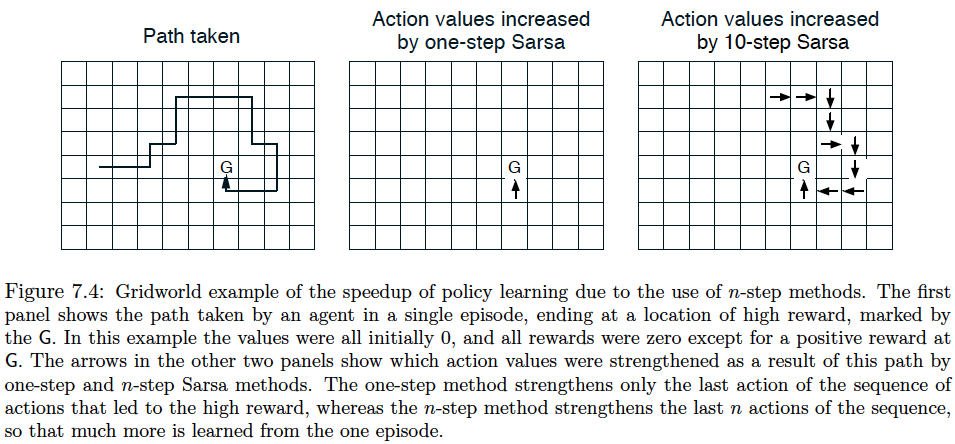 Path taken
Action values increased
by one-step Sarsa
Action values increased
by 10-step Sarsa
G
G
G
Figure 7.4: Gridworld example of the speedup of policy learning due to the use of n-step methods. The first
panel shows the path taken by an agent in a single episode, ending at a location of high reward, marked by
the G. In this example the values were all initially 0, and all rewards were zero except for a positive reward at
G. The arrows in the other two panels show which action values were strengthened as a result of this path by
one-step and n-step Sarsa methods. The one-step method strengthens only the last action of the sequence of
actions that led to the high reward, whereas the n-step method strengthens the last n actions of the sequence,
so that much more is learned from the one episode.